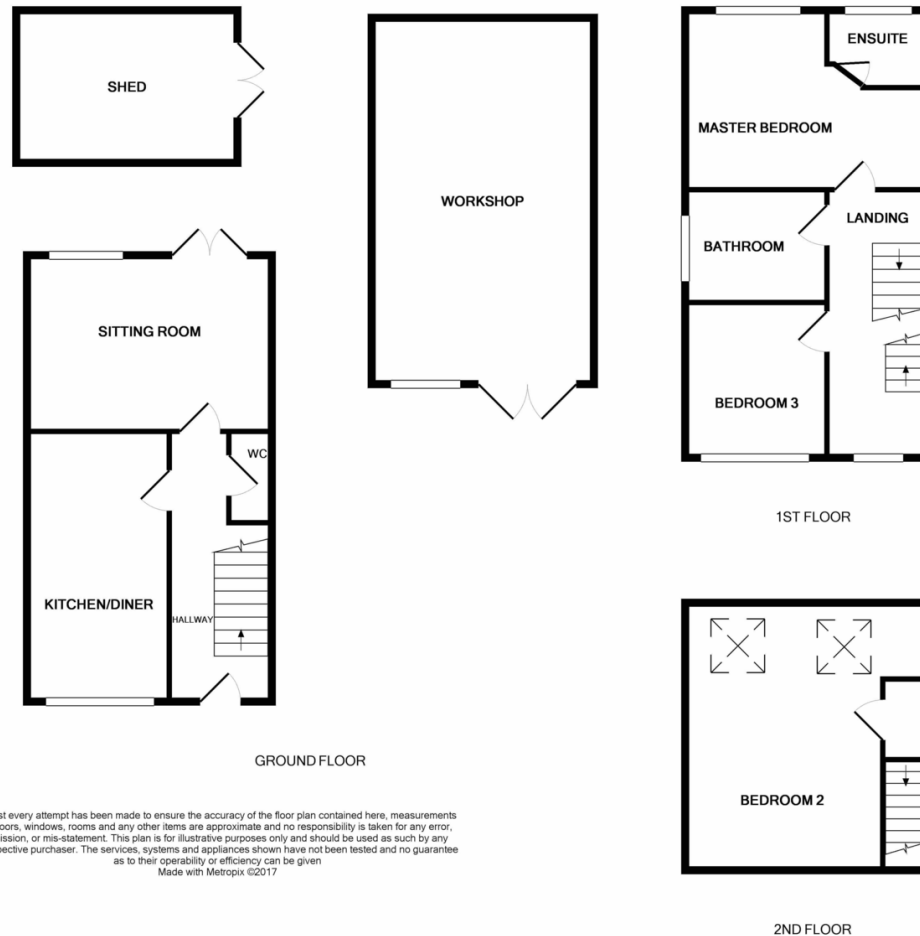 SHED
WORKSHOP
SITTING ROOM
WC
KITCHEN/DINER
HALLWAY
GROUND FLOOR
ENSUITE
MASTER BEDROOM
LANDING
BATHROOM
BEDROOM 3
1ST FLOOR
BEDROOM 2
2ND FLOOR
st every attempt has been made to ensure the accuracy of the floor plan contained here, measurements
oors, windows, rooms and any other items are approximate and no responsibility is taken for any error,
ission, or mis-statement. This plan is for illustrative purposes only and should be used as such by any
pective purchaser. The services, systems and appliances shown have not been tested and no guarantee
as to their operability or efficiency can be given
Made with Metropix ©2017